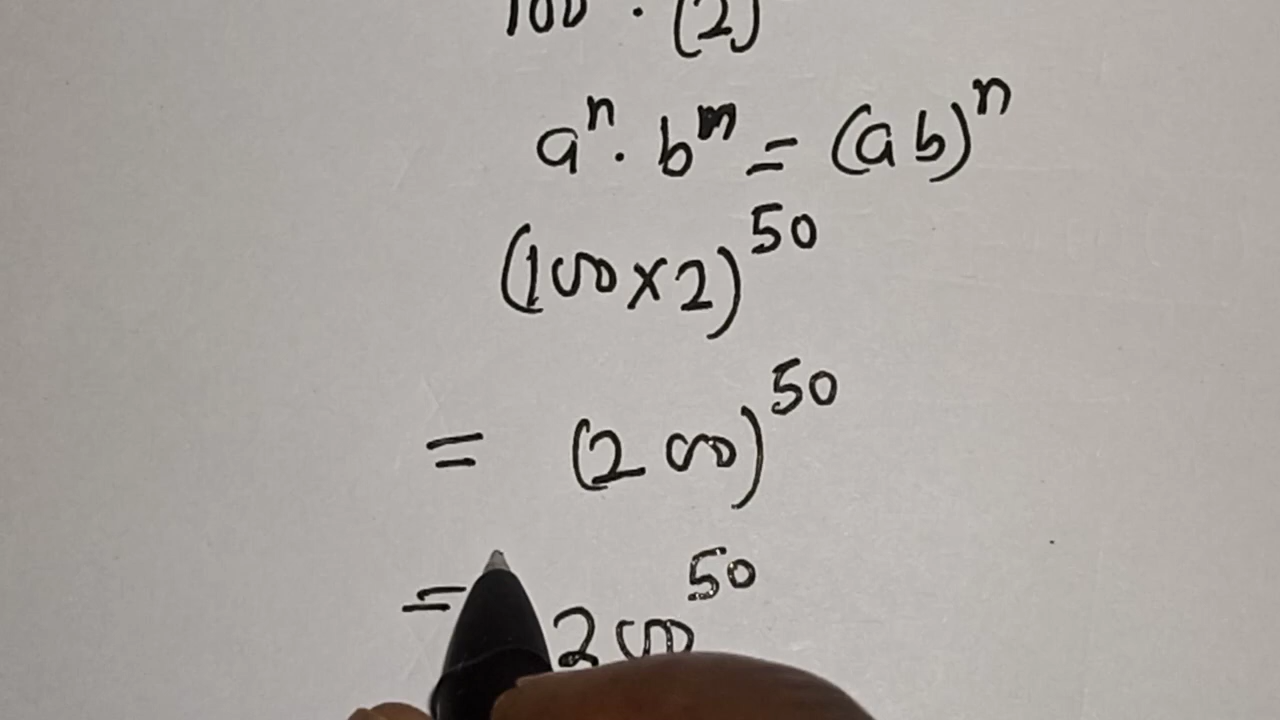 100 · (2)
aⁿ · bᵐ = (ab)ⁿ
(100×2)⁵⁰
= (200)⁵⁰
= 200⁵⁰